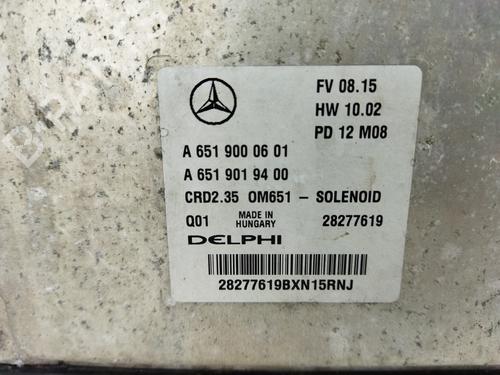 FV 08.15
HW 10.02
PD 12 M08
A 651 900 06 01
A 651 901 94 00
CRD2.35 OM651 – SOLENOID
Q01 MADE IN HUNGARY 28277619
DELPHI
28277619BXN15RNJ